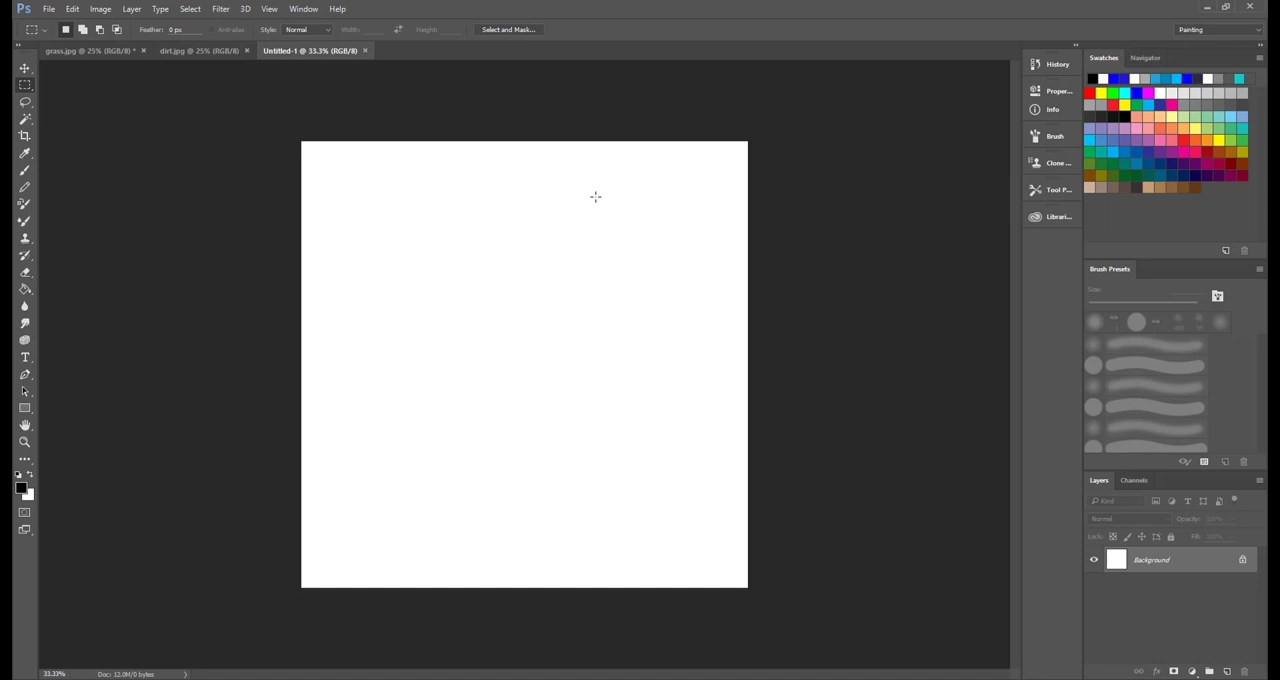 Ps File Edit Image Layer Type Select Filter 3D View Window Help
Feather: 0 px Anti-alias Style: Normal Width: Height: Select and Mask... Painting
grass.jpg @ 25% (RGB/8) * × dirt.jpg @ 25% (RGB/8) × Untitled-1 @ 33.3% (RGB/8) ×
History
Proper...
Info
Brush
Clone ...
Tool P...
Librari...
Swatches Navigator
Brush Presets
Size:
Layers Channels
Kind
Normal Opacity: 100%
Lock: Fill: 100%
Background
33.33% Doc: 12.0M/0 bytes